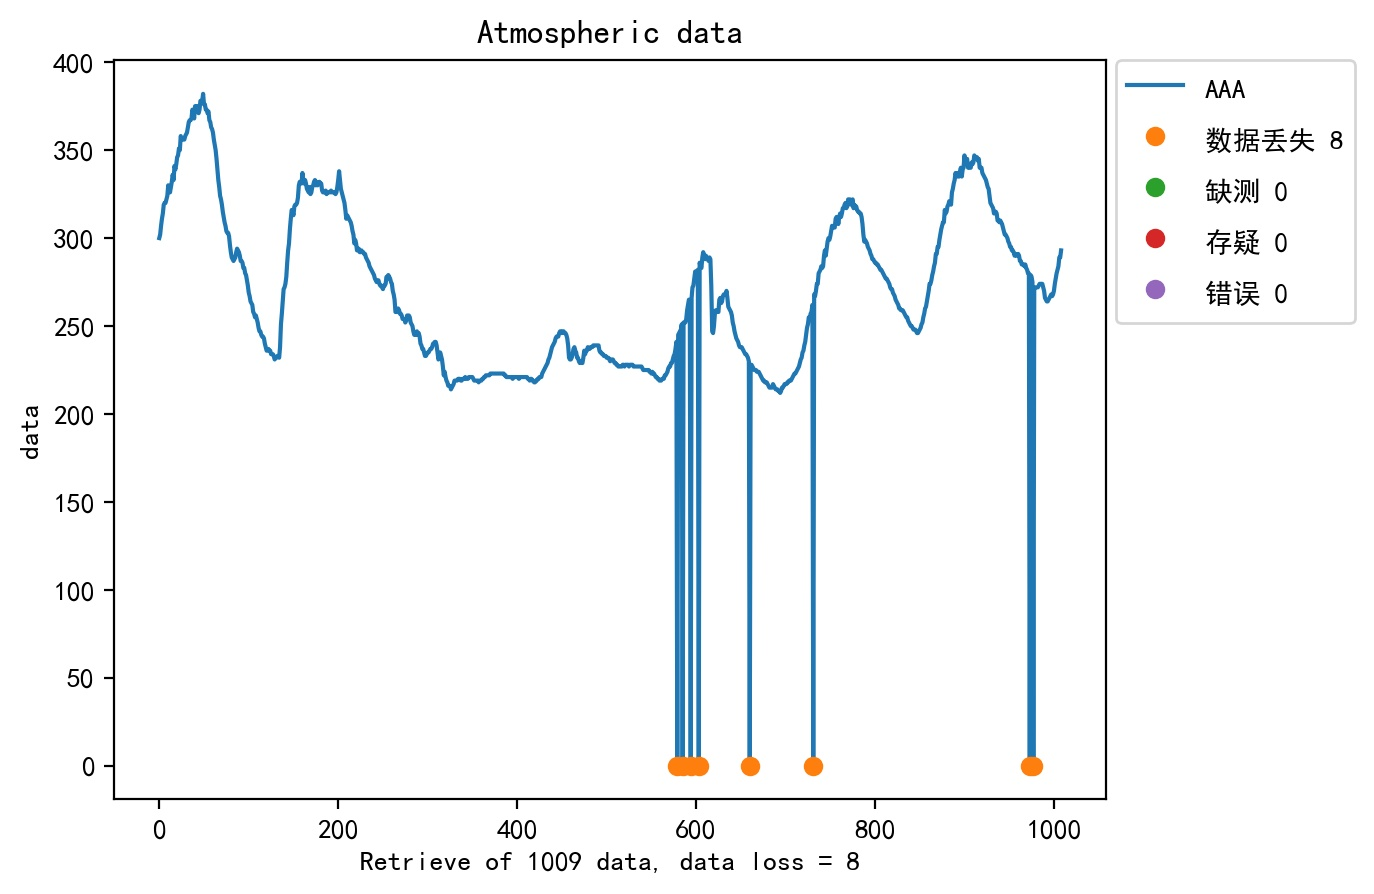 Atmospheric data
400
350
300
250
200
150
100
50
0
data
0 200 400 600 800 1000
Retrieve of 1009 data, data loss = 8
AAA
数据丢失 8
缺测 0
存疑 0
错误 0